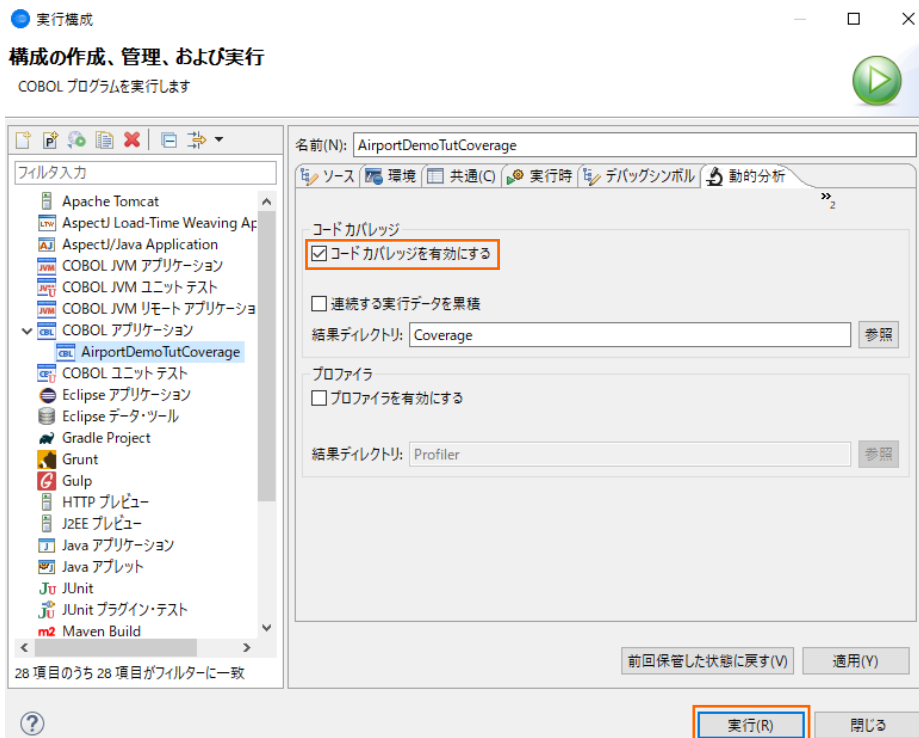 実行構成
構成の作成、管理、および実行
COBOL プログラムを実行します
フィルタ入力
Apache Tomcat
AspectJ Load-Time Weaving Ap
AspectJ/Java Application
COBOL JVM アプリケーション
COBOL JVM ユニット テスト
COBOL JVM リモート アプリケーショ
COBOL アプリケーション
AirportDemoTutCoverage
COBOL ユニット テスト
Eclipse アプリケーション
Eclipse データ・ツール
Gradle Project
Grunt
Gulp
HTTP プレビュー
J2EE プレビュー
Java アプリケーション
Java アプレット
JUnit
JUnit プラグイン・テスト
m2 Maven Build
28 項目のうち 28 項目がフィルターに一致
名前(N): AirportDemoTutCoverage
ソース 環境 共通(C) 実行時 デバッグシンボル 動的分析 »2
コード カバレッジ
コード カバレッジを有効にする
連続する実行データを累積
結果ディレクトリ: Coverage 参照
プロファイラ
プロファイラを有効にする
結果ディレクトリ: Profiler 参照
前回保管した状態に戻す(V) 適用(Y)
実行(R) 閉じる